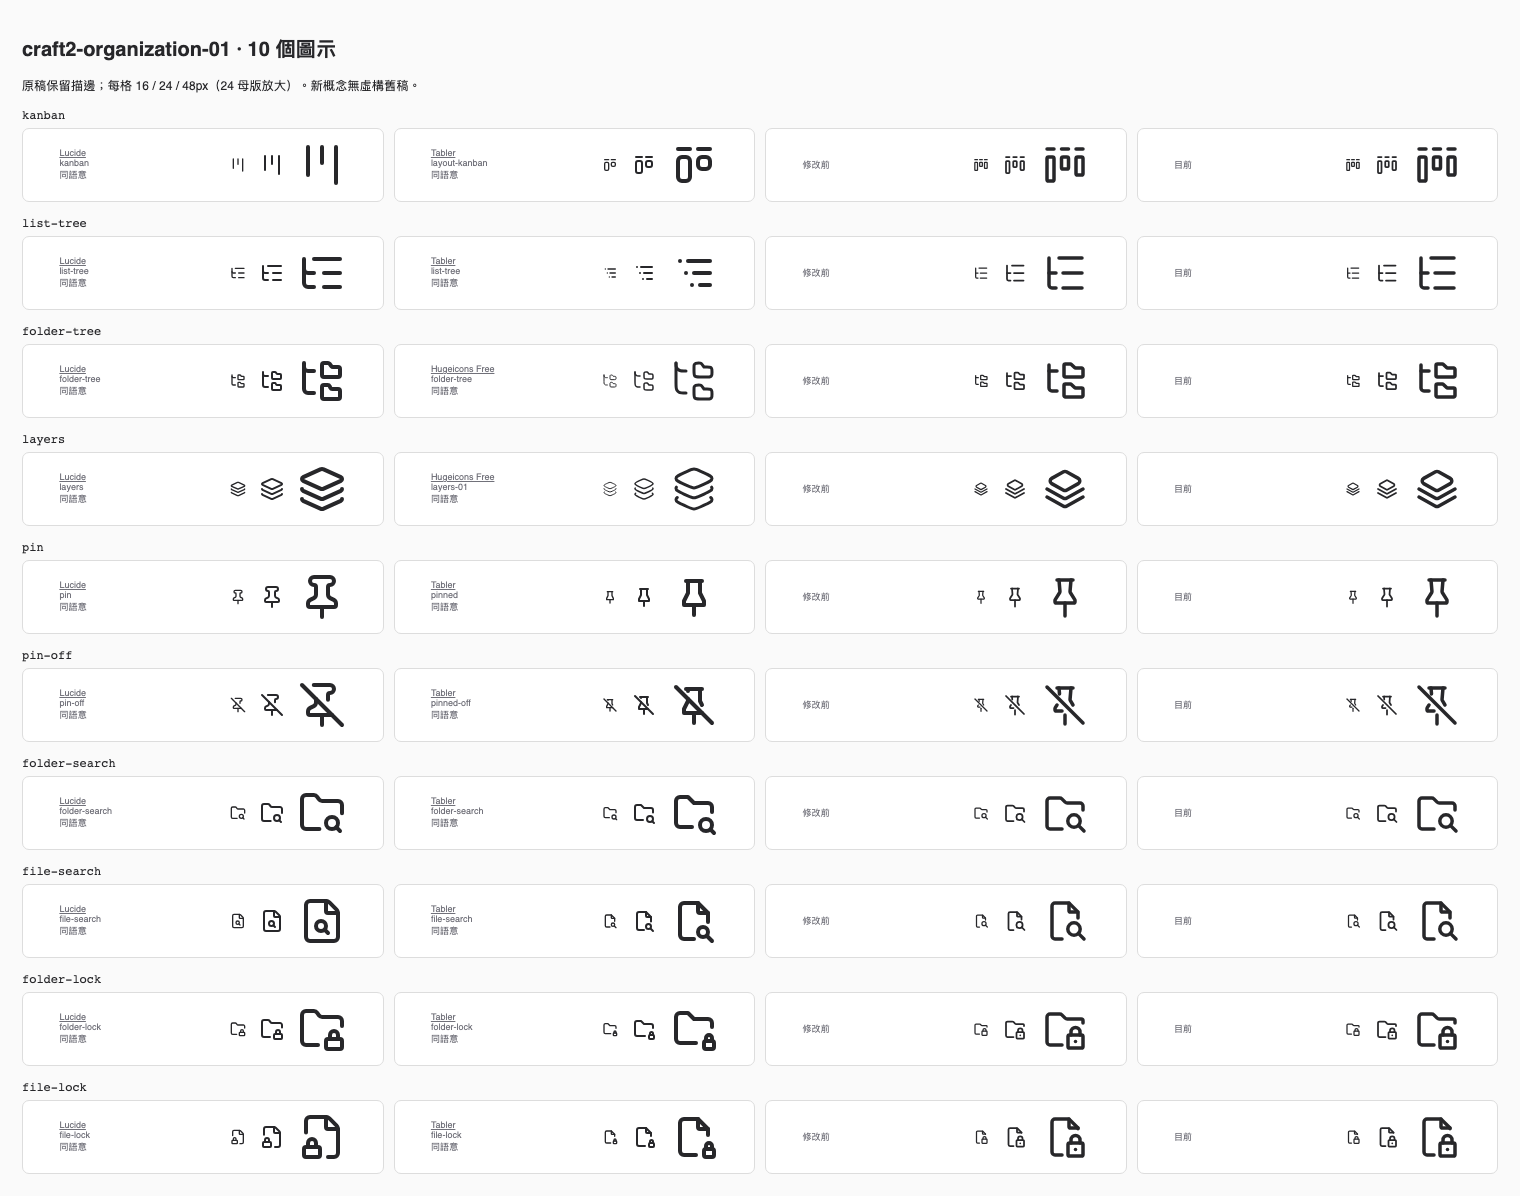 craft2-organization-01 · 10 個圖示
原稿保留描邊；每格 16 / 24 / 48px（24 母版放大）。新概念無虛構舊稿。
kanban
Lucide
kanban
同語意
Tabler
layout-kanban
同語意
修改前
目前
list-tree
Lucide
list-tree
同語意
Tabler
list-tree
同語意
修改前
目前
folder-tree
Lucide
folder-tree
同語意
Hugeicons Free
folder-tree
同語意
修改前
目前
layers
Lucide
layers
同語意
Hugeicons Free
layers-01
同語意
修改前
目前
pin
Lucide
pin
同語意
Tabler
pinned
同語意
修改前
目前
pin-off
Lucide
pin-off
同語意
Tabler
pinned-off
同語意
修改前
目前
folder-search
Lucide
folder-search
同語意
Tabler
folder-search
同語意
修改前
目前
file-search
Lucide
file-search
同語意
Tabler
file-search
同語意
修改前
目前
folder-lock
Lucide
folder-lock
同語意
Tabler
folder-lock
同語意
修改前
目前
file-lock
Lucide
file-lock
同語意
Tabler
file-lock
同語意
修改前
目前